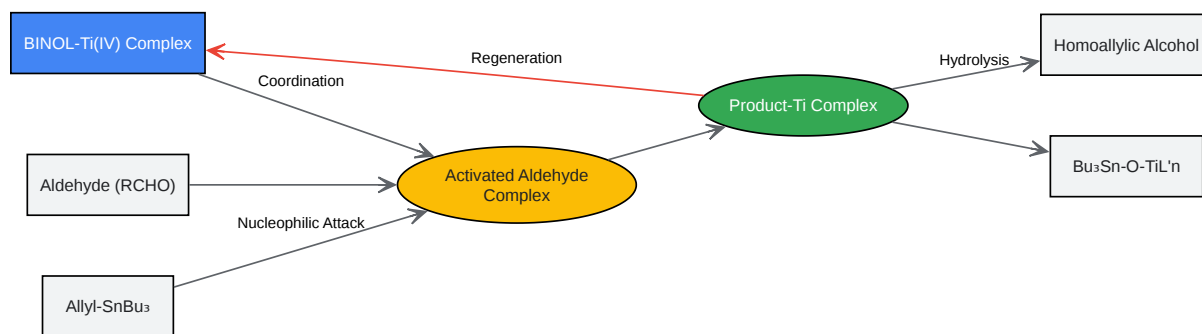 BINOL-Ti(IV) Complex
Coordination
Regeneration
Hydrolysis
Homoallylic Alcohol
Product-Ti Complex
Aldehyde (RCHO)
Activated Aldehyde
Complex
Bu₃Sn-O-TiL'n
Nucleophilic Attack
Allyl-SnBu₃